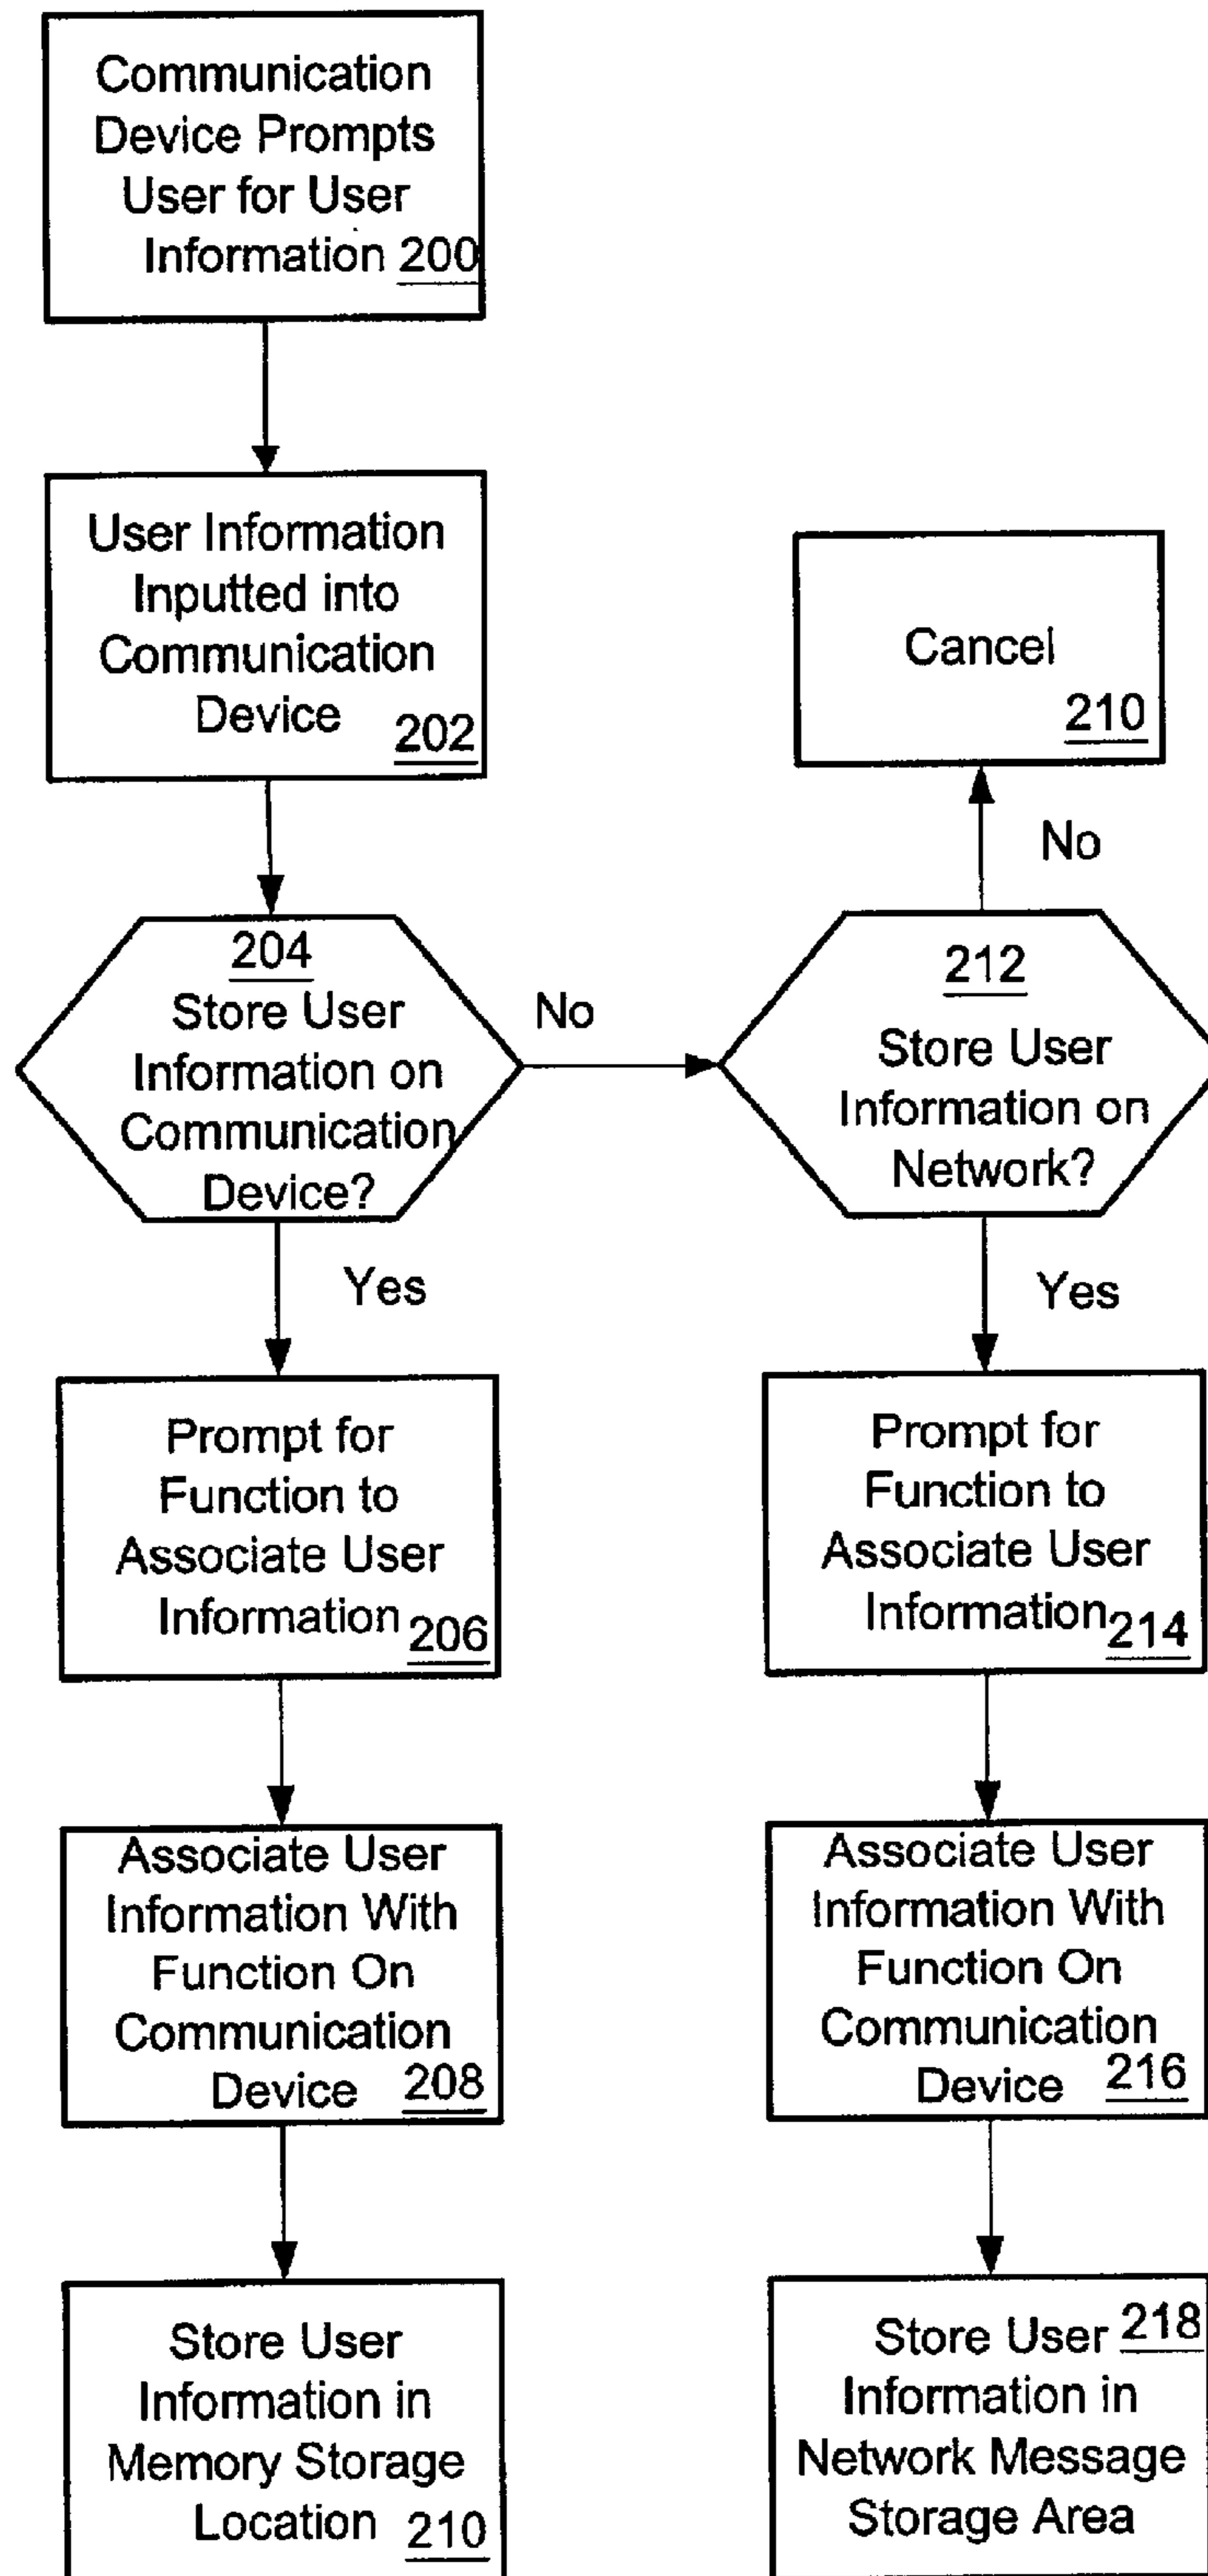 Communication
Device Prompts
User for User
Information 200
User Information
Inputted into
Communication
Device 202
Cancel
210
No
204
Store User
Information on
Communication
Device?
No
212
Store User
Information on
Network?
Yes
Yes
Prompt for
Function to
Associate User
Information 206
Prompt for
Function to
Associate User
Information 214
Associate User
Information With
Function On
Communication
Device 208
Associate User
Information With
Function On
Communication
Device 216
Store User
Information in
Memory Storage
Location 210
Store User 218
Information in
Network Message
Storage Area